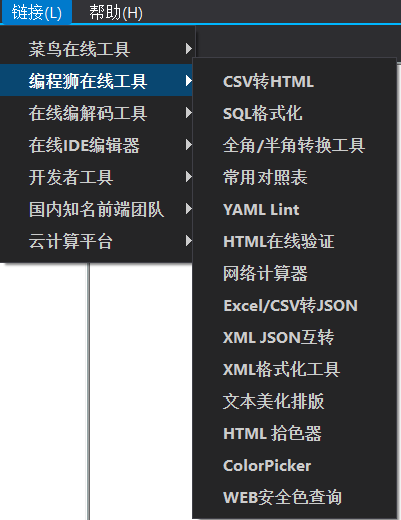 链接(L) 帮助(H)
菜鸟在线工具
编程狮在线工具
在线编解码工具
在线IDE编辑器
开发者工具
国内知名前端团队
云计算平台
CSV转HTML
SQL格式化
全角/半角转换工具
常用对照表
YAML Lint
HTML在线验证
网络计算器
Excel/CSV转JSON
XML JSON互转
XML格式化工具
文本美化排版
HTML 拾色器
ColorPicker
WEB安全色查询